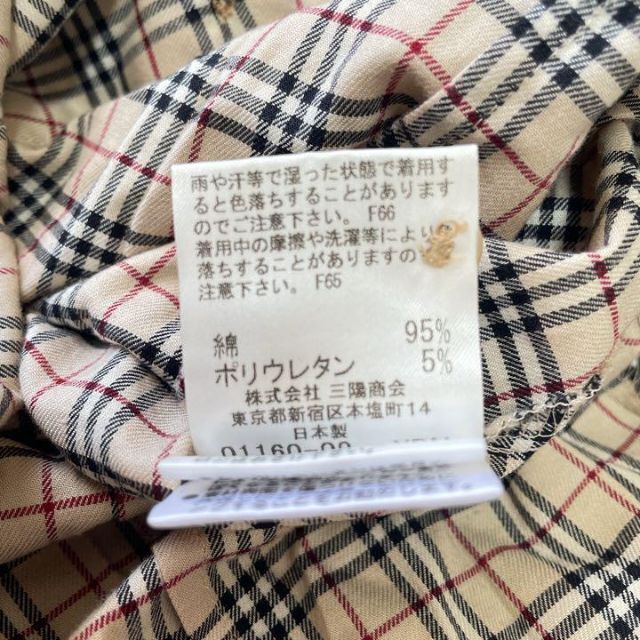 雨や汗等で湿った状態で着用す
ると色落ちすることがあります
のでご注意下さい。 F66
着用中の摩擦や洗濯等によ
落ちすることがありますの
注意下さい。 F65
綿 95%
ポリウレタン 5%
株式会社 三陽商会
東京都新宿区本塩町14
日本製